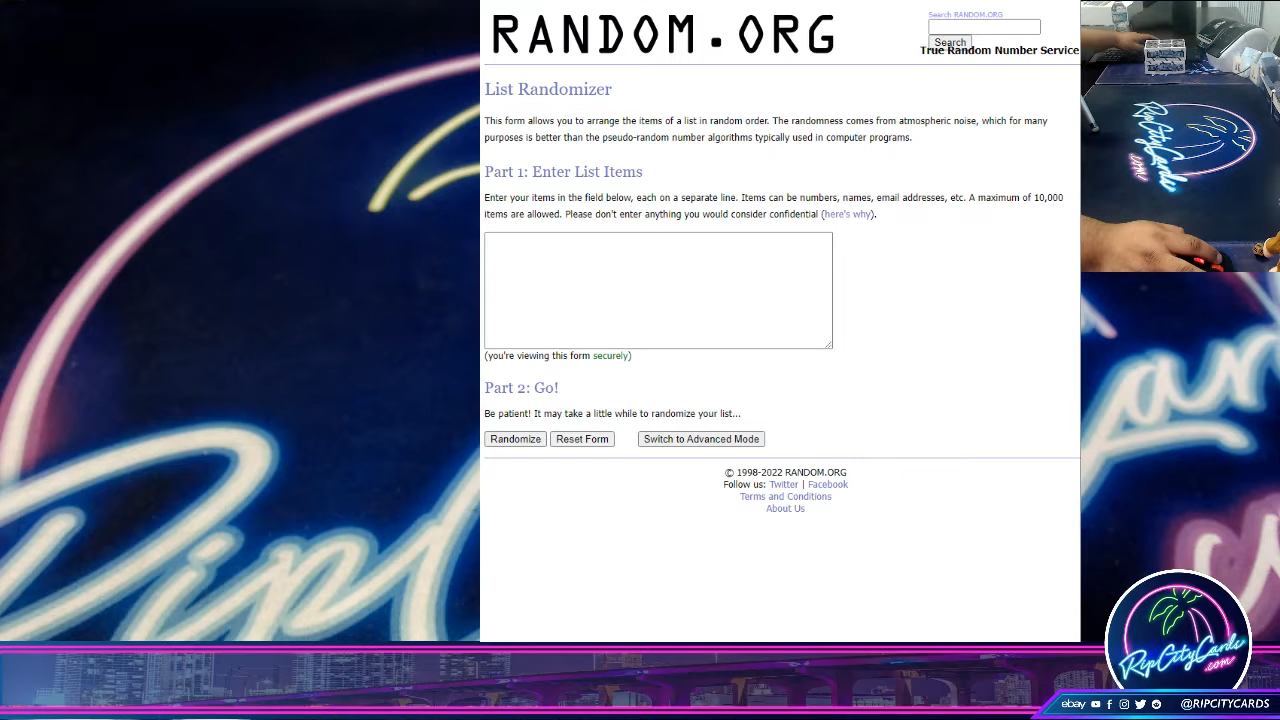 RANDOM.ORG
Search RANDOM.ORG
Search
True Random Number Service
List Randomizer
This form allows you to arrange the items of a list in random order. The randomness comes from atmospheric noise, which for many
purposes is better than the pseudo-random number algorithms typically used in computer programs.
Part 1: Enter List Items
Enter your items in the field below, each on a separate line. Items can be numbers, names, email addresses, etc. A maximum of 10,000
items are allowed. Please don't enter anything you would consider confidential (here's why).
(you're viewing this form securely)
Part 2: Go!
Be patient! It may take a little while to randomize your list...
Randomize Reset Form Switch to Advanced Mode
© 1998-2022 RANDOM.ORG
Follow us: Twitter | Facebook
Terms and Conditions
About Us
RipCityCards
.com
RipCityCards
.com
ebay @RIPCITYCARDS